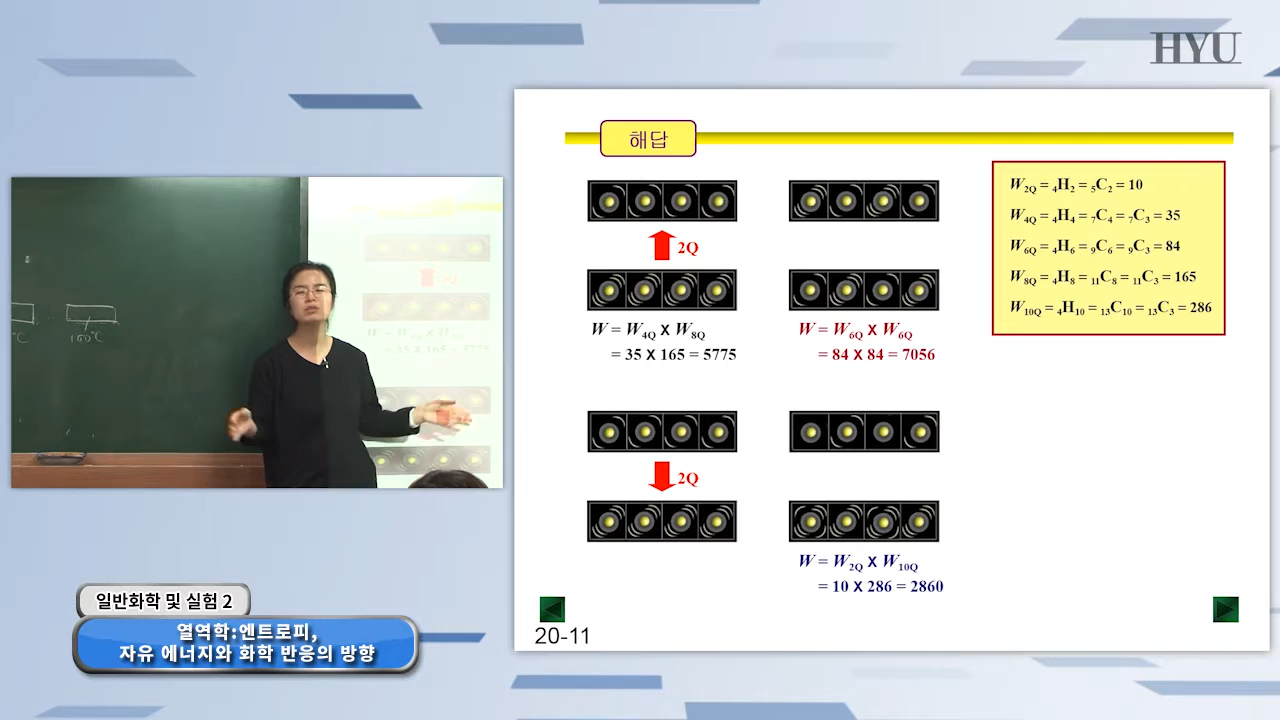 HYU
해답
2Q
W = W4Q x W8Q
= 35 x 165 = 5775
W = W6Q x W6Q
= 84 x 84 = 7056
W2Q = 4H2 = 5C2 = 10
W4Q = 4H4 = 7C4 = 7C3 = 35
W6Q = 4H6 = 9C6 = 9C3 = 84
W8Q = 4H8 = 11C8 = 11C3 = 165
W10Q = 4H10 = 13C10 = 13C3 = 286
2Q
W = W2Q x W10Q
= 10 x 286 = 2860
20-11
100°C
일반화학 및 실험 2
열역학:엔트로피,
자유 에너지와 화학 반응의 방향